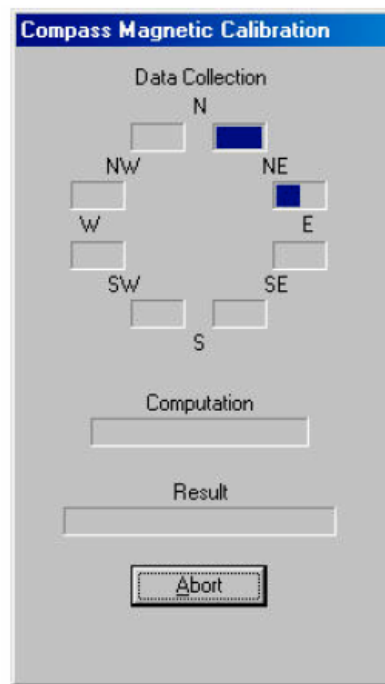 Compass Magnetic Calibration
Data Collection
N
NW NE
W E
SW SE
S
Computation
Result
Abort